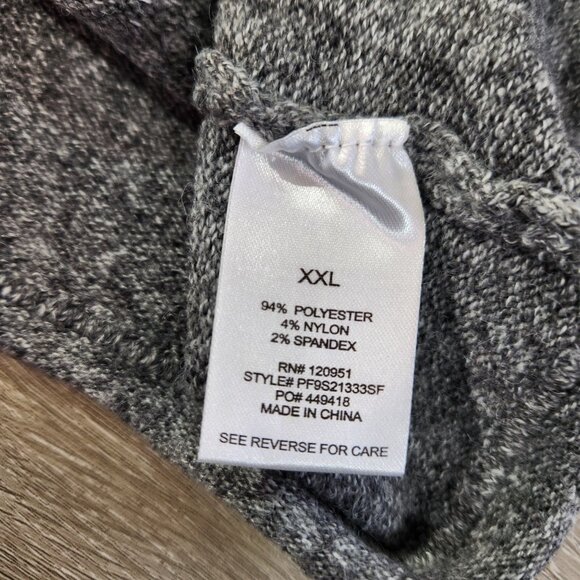 XXL
94% POLYESTER
4% NYLON
2% SPANDEX
RN# 120951
STYLE# PF9S21333SF
PO# 449418
MADE IN CHINA
SEE REVERSE FOR CARE